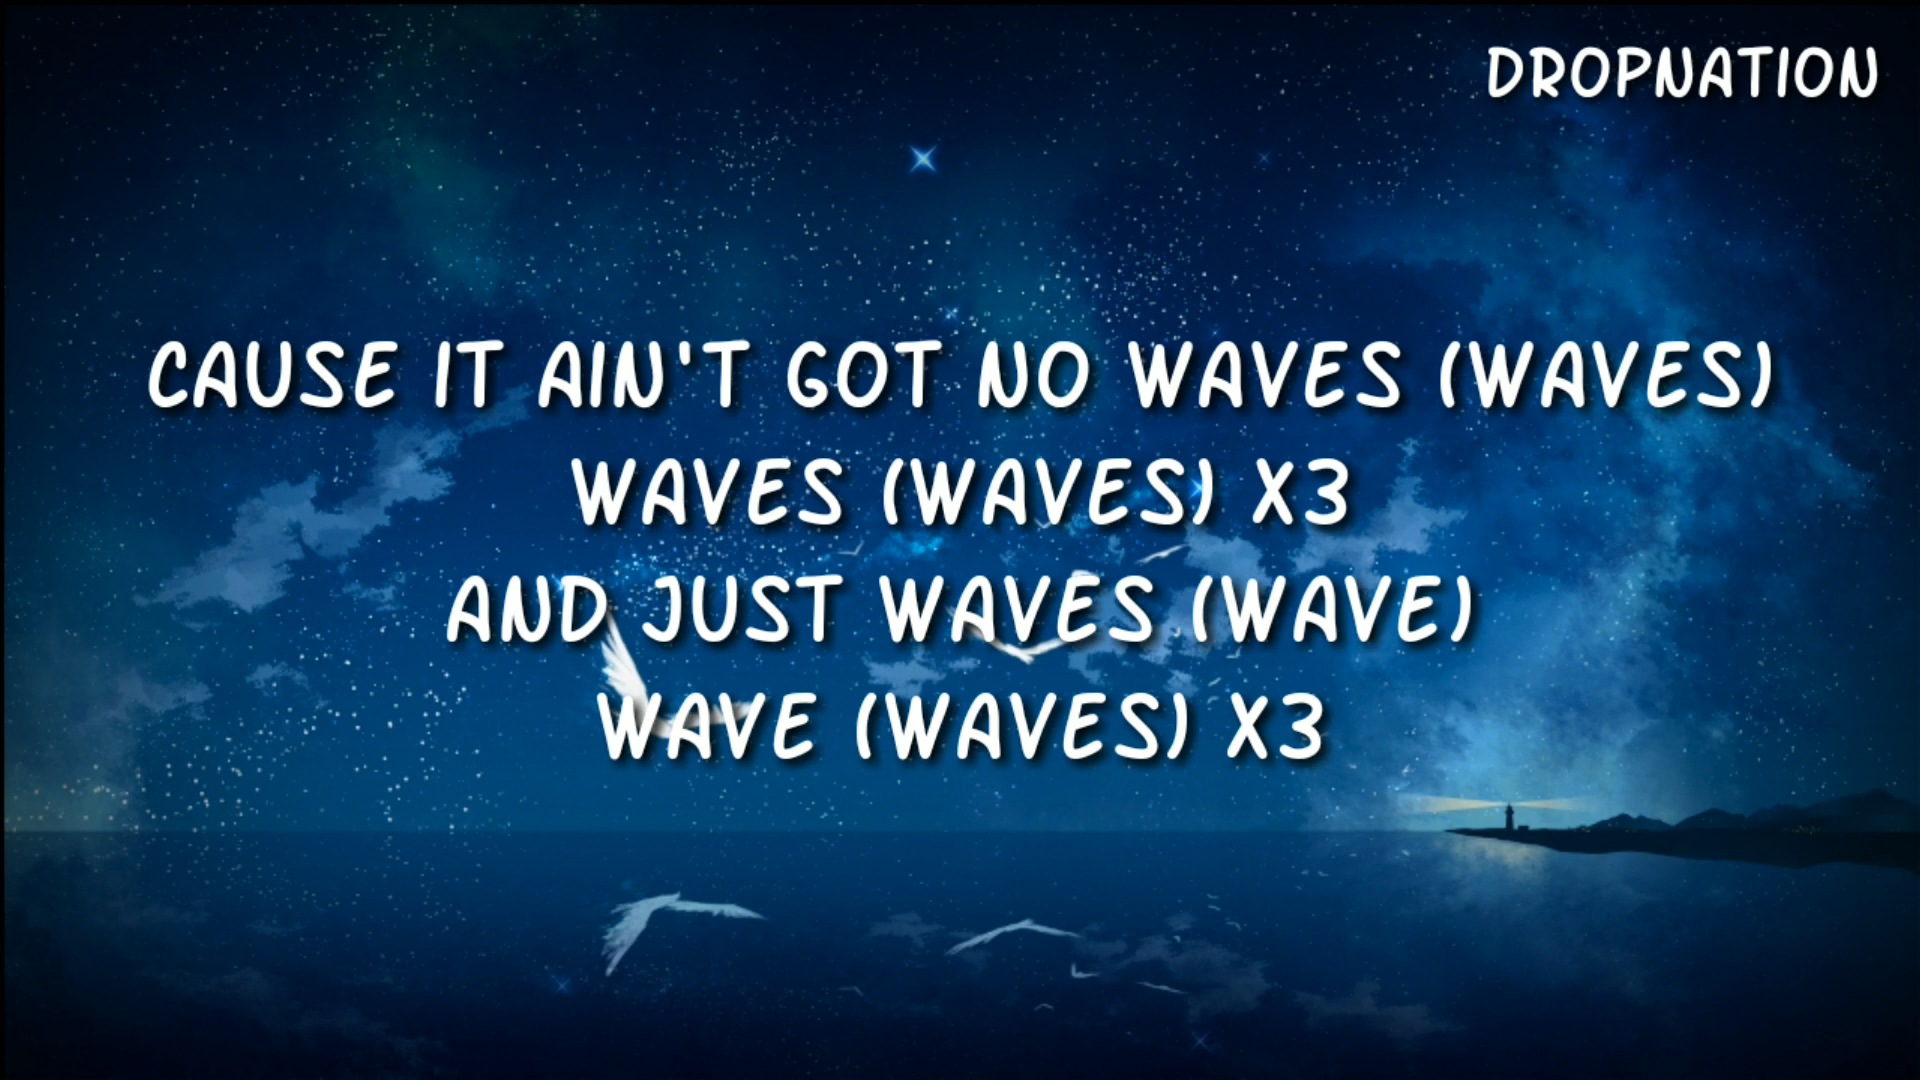 DROPNATION
CAUSE IT AIN'T GOT NO WAVES (WAVES)
WAVES (WAVES) X3
AND JUST WAVES (WAVE)
WAVE (WAVES) X3